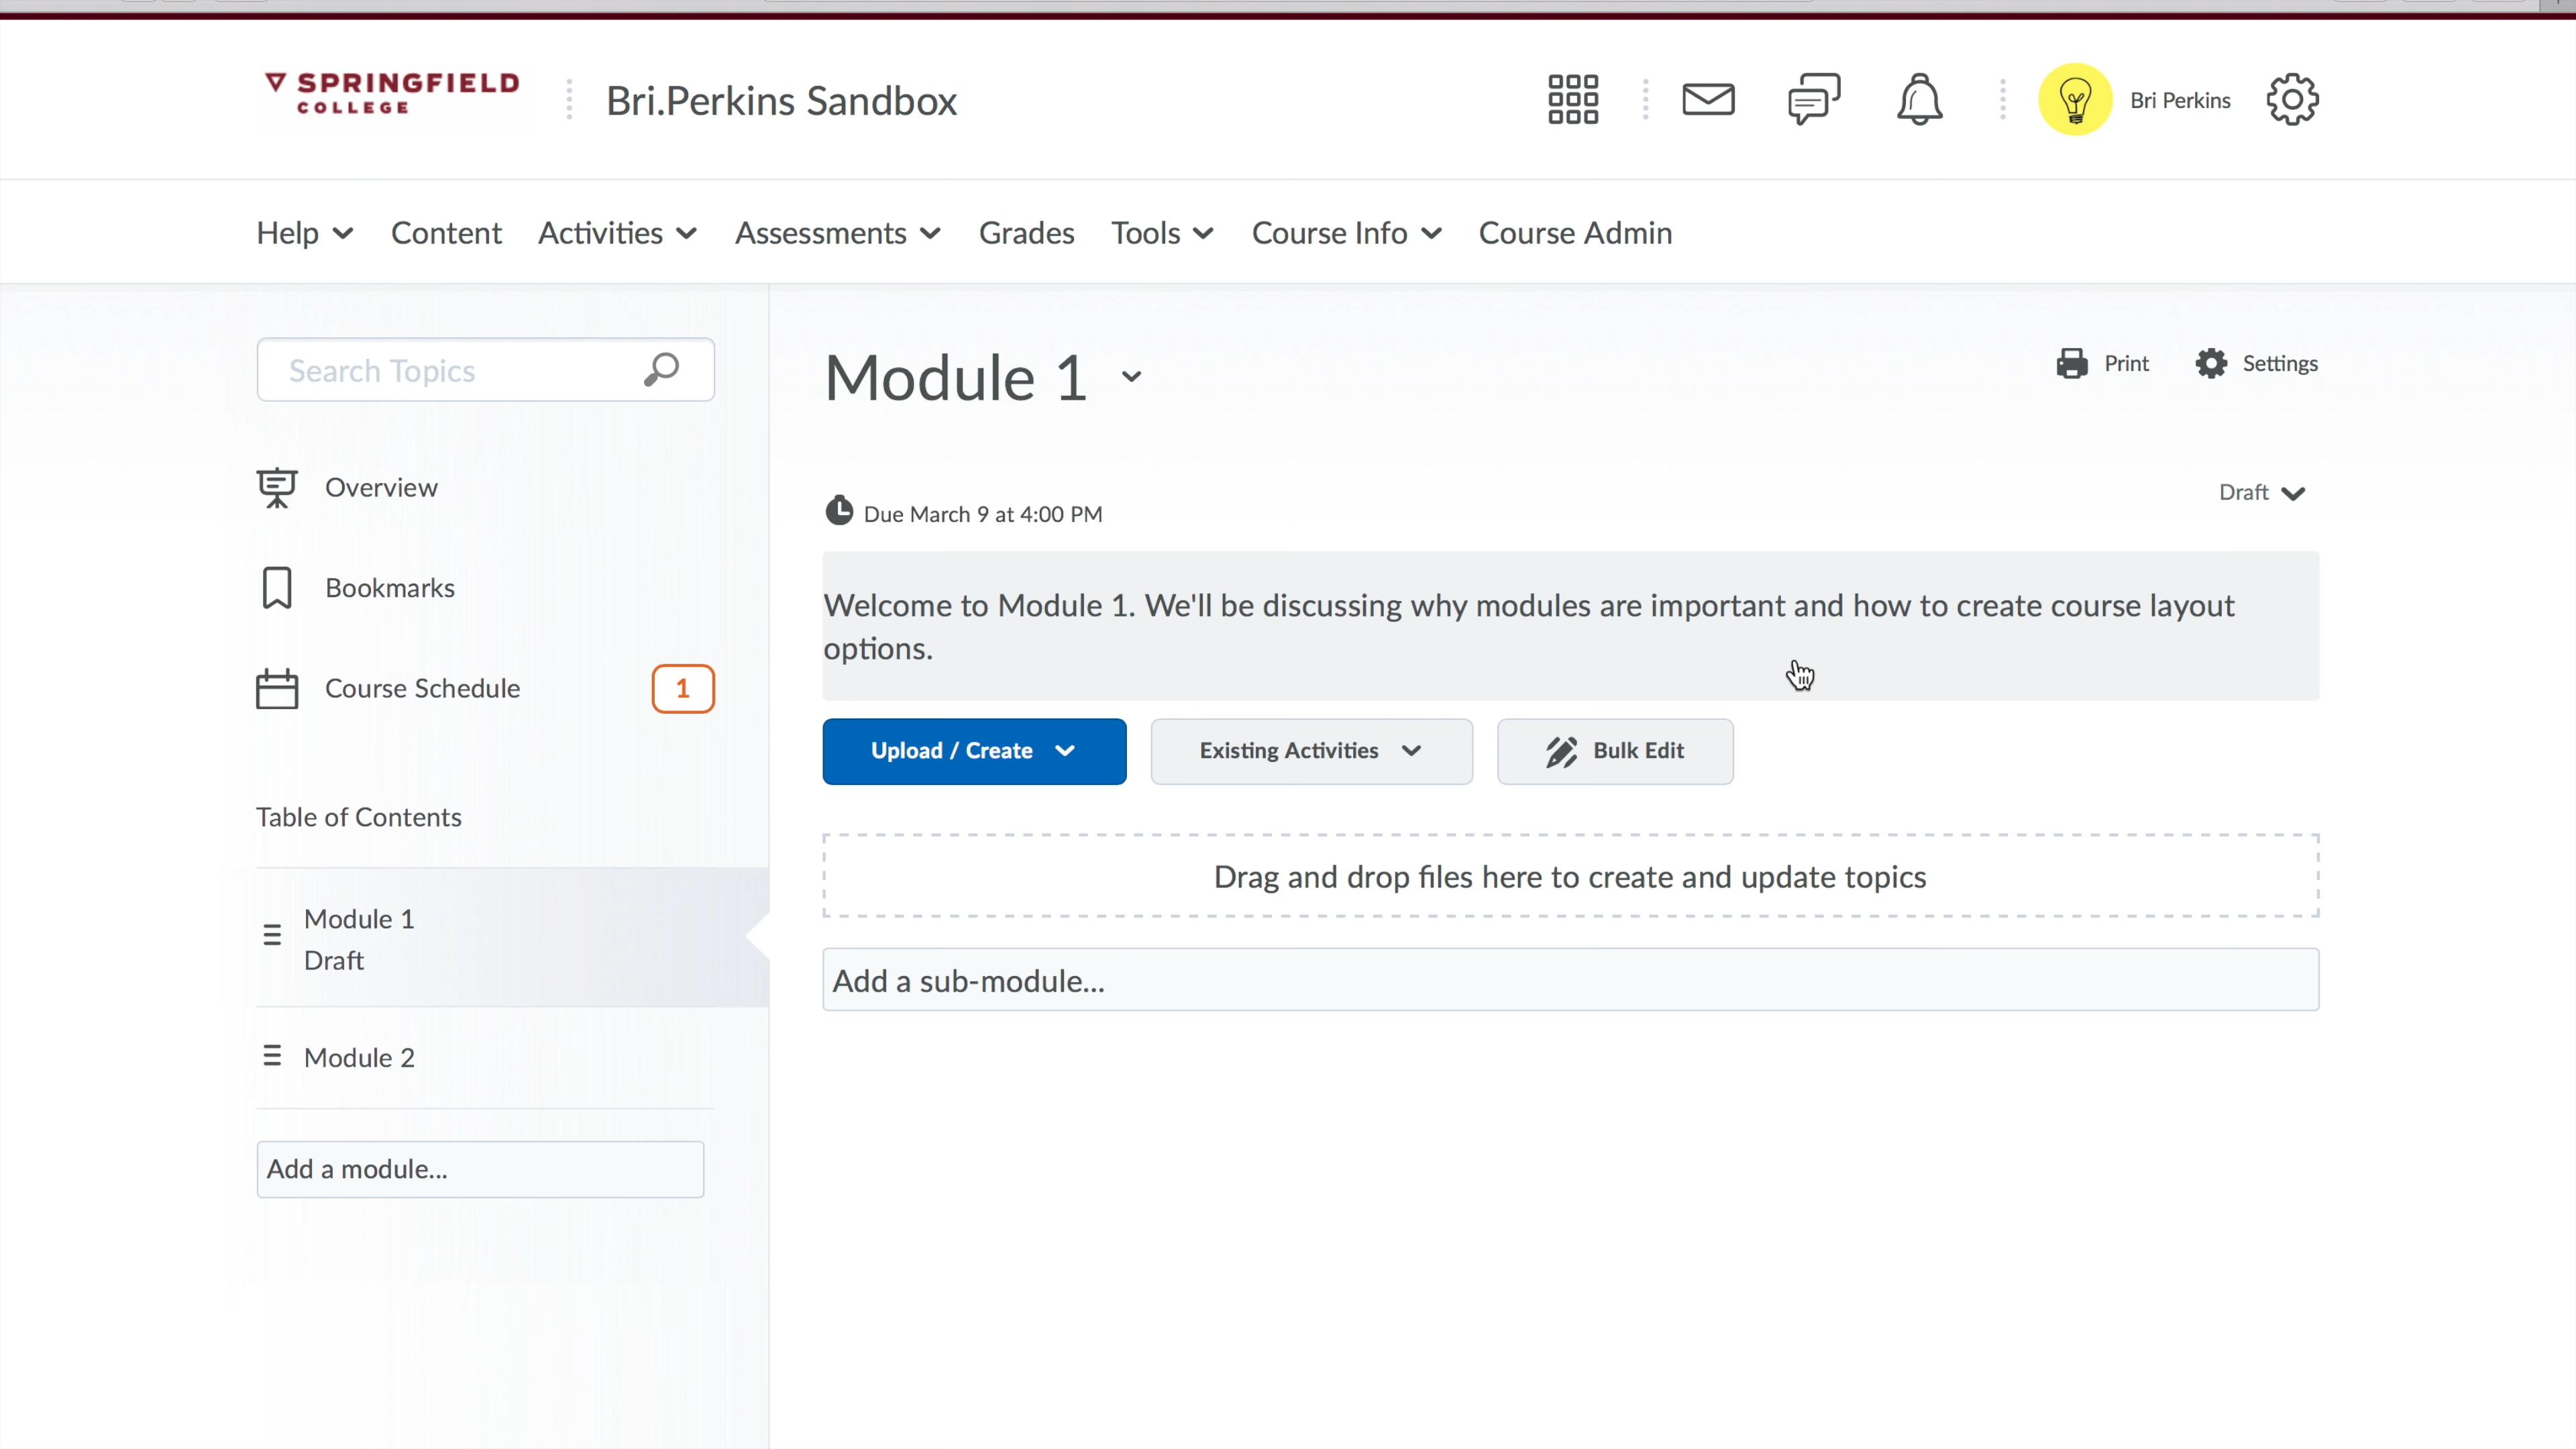 SPRINGFIELD
COLLEGE
Bri.Perkins Sandbox
Bri Perkins
Help
Content
Activities
Assessments
Grades
Tools
Course Info
Course Admin
Search Topics
Overview
Bookmarks
Course Schedule
1
Table of Contents
Module 1
Draft
Module 2
Add a module...
Module 1
Print
Settings
Due March 9 at 4:00 PM
Draft
Welcome to Module 1. We'll be discussing why modules are important and how to create course layout
options.
Upload / Create
Existing Activities
Bulk Edit
Drag and drop files here to create and update topics
Add a sub-module...